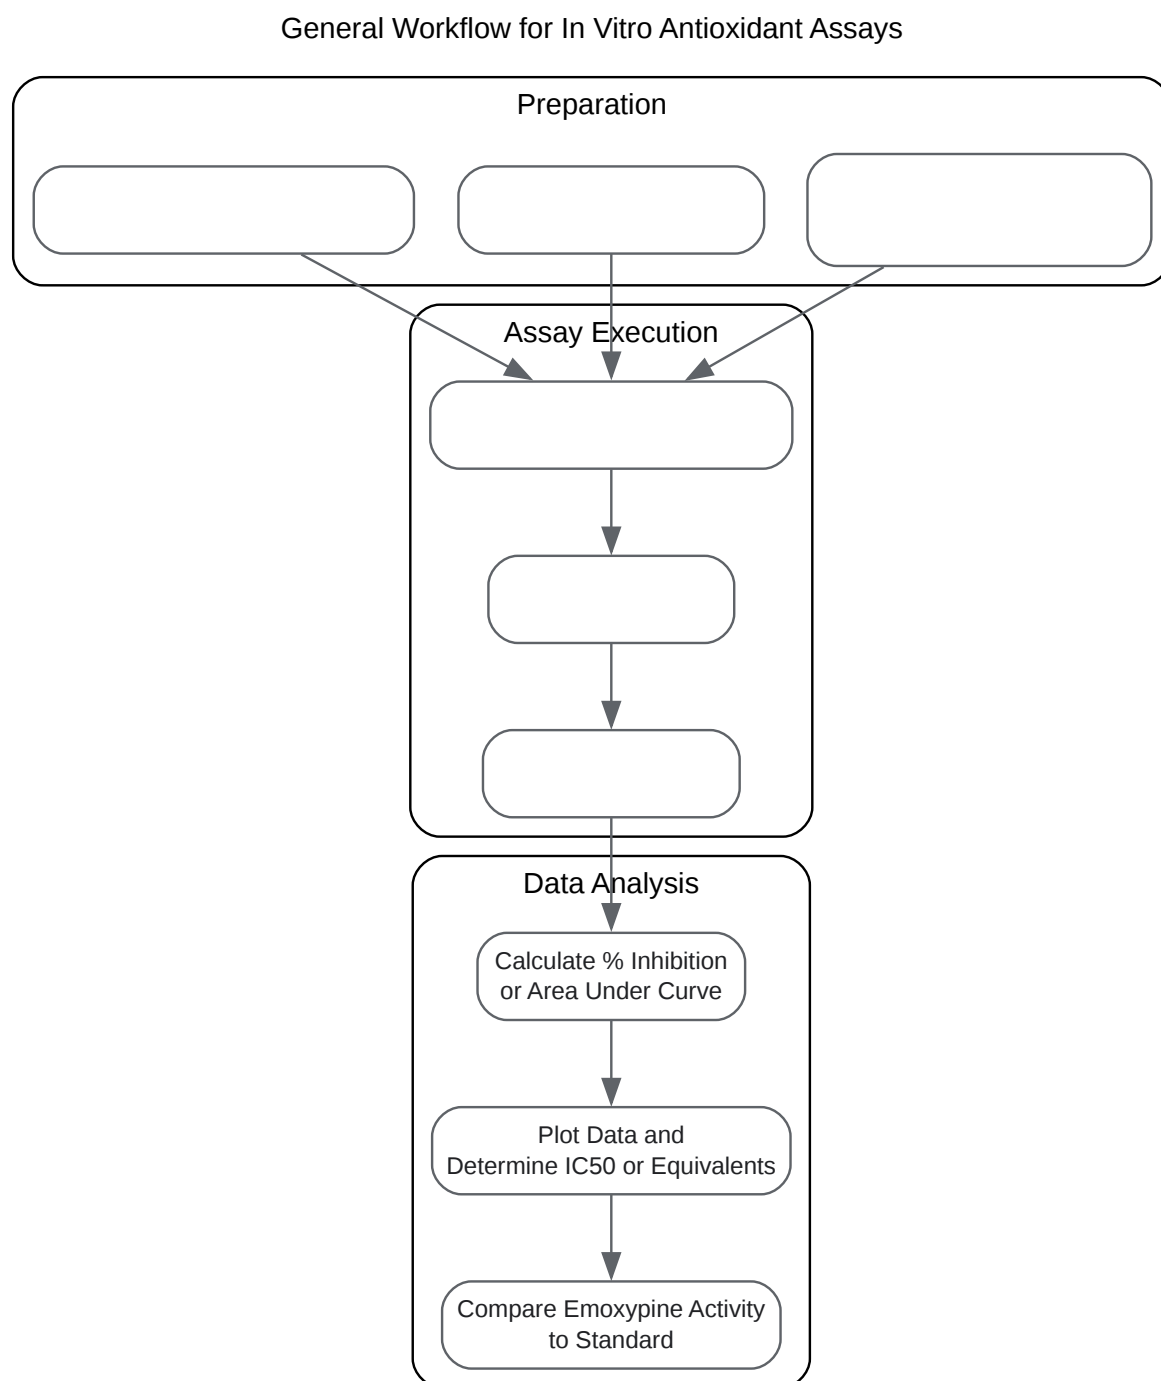 General Workflow for In Vitro Antioxidant Assays
Preparation
Assay Execution
Data Analysis
Calculate % Inhibition
or Area Under Curve
Plot Data and
Determine IC50 or Equivalents
Compare Emoxypine Activity
to Standard